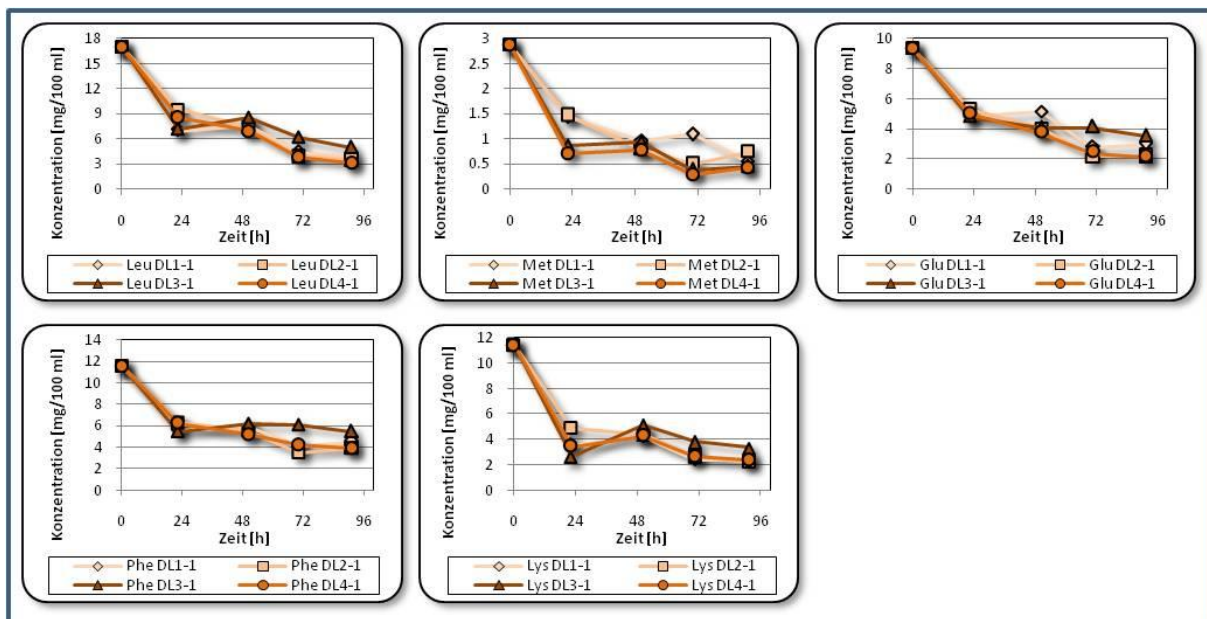 Konzentration [mg/100 ml]
18
15
12
9
6
3
0 24 48 72 96
Zeit [h]
Leu DL1-1 Leu DL2-1
Leu DL3-1 Leu DL4-1
Konzentration [mg/100 ml]
3
2.5
2
1.5
1
0.5
0
0 24 48 72 96
Zeit [h]
Met DL1-1 Met DL2-1
Met DL3-1 Met DL4-1
Konzentration [mg/100 ml]
10
8
6
4
2
0
0 24 48 72 96
Zeit [h]
Glu DL1-1 Glu DL2-1
Glu DL3-1 Glu DL4-1
Konzentration [mg/100 ml]
14
12
10
8
6
4
2
0
0 24 48 72 96
Zeit [h]
Phe DL1-1 Phe DL2-1
Phe DL3-1 Phe DL4-1
Konzentration [mg/100 ml]
12
10
8
6
4
2
0
0 24 48 72 96
Zeit [h]
Lys DL1-1 Lys DL2-1
Lys DL3-1 Lys DL4-1